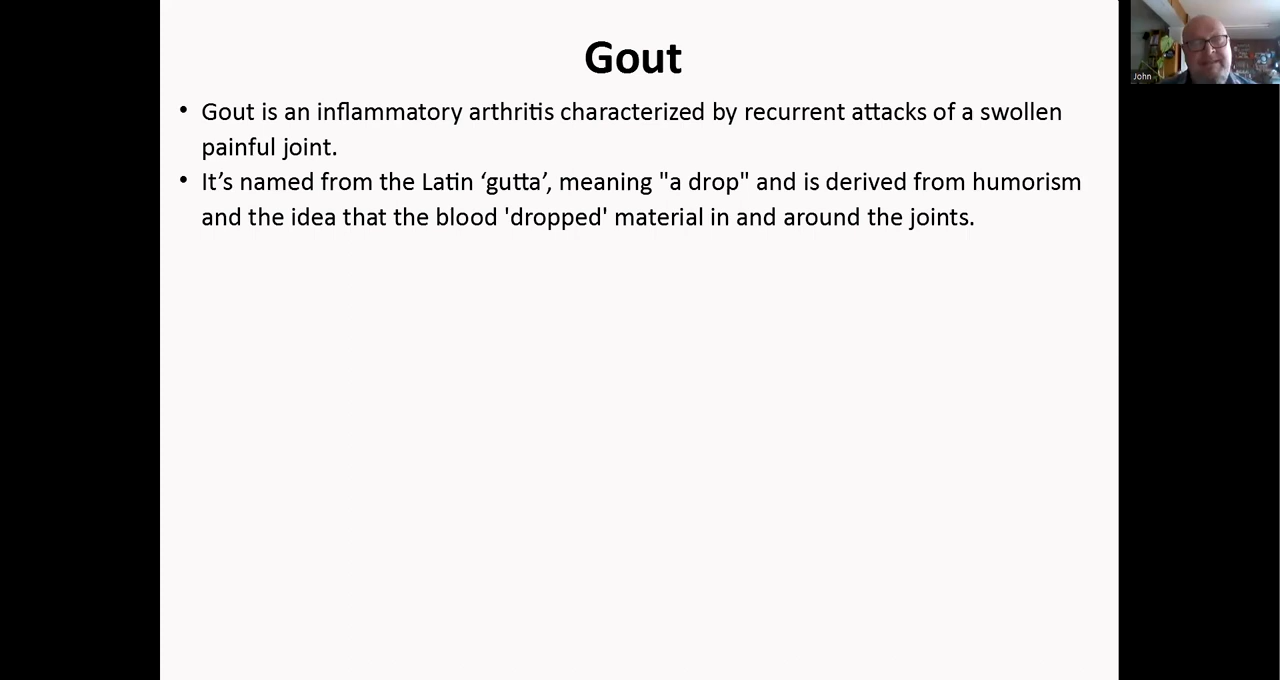 Gout
• Gout is an inflammatory arthritis characterized by recurrent attacks of a swollen
painful joint.
• It’s named from the Latin ‘gutta’, meaning "a drop" and is derived from humorism
and the idea that the blood 'dropped' material in and around the joints.
John